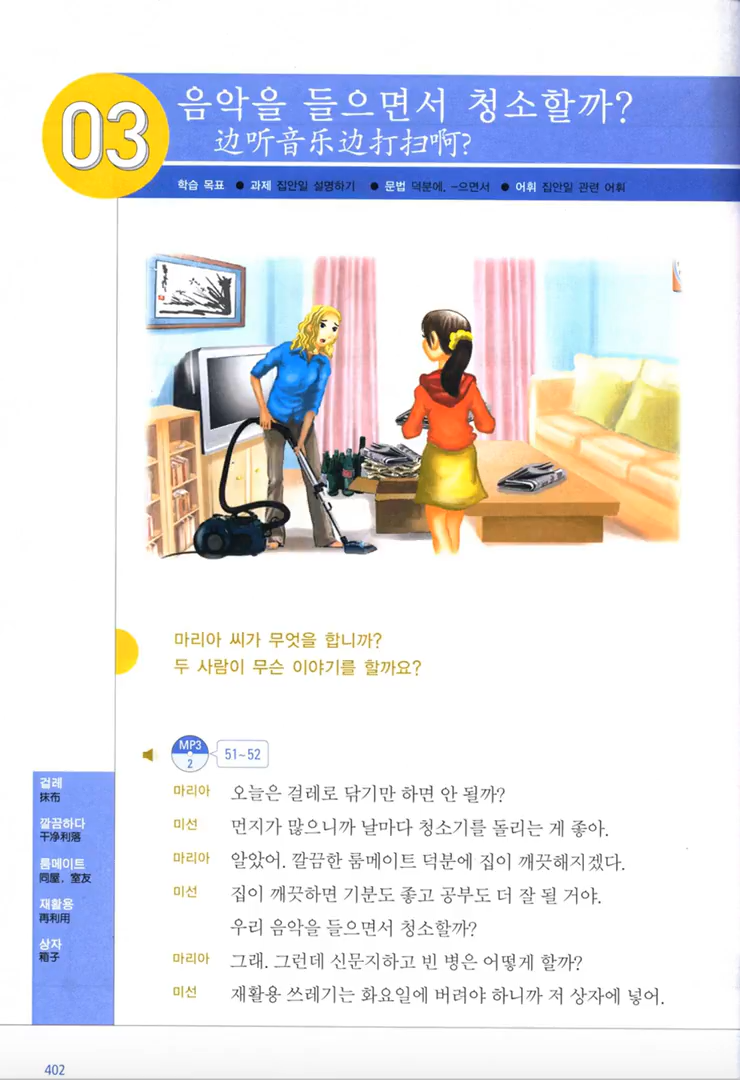 03
음악을 들으면서 청소할까?
边听音乐边打扫啊?
학습 목표 ● 과제 집안일 설명하기 ● 문법 덕분에, -으면서 ● 어휘 집안일 관련 어휘
마리아 씨가 무엇을 합니까?
두 사람이 무슨 이야기를 할까요?
MP3
2
51~52
마리아 오늘은 걸레로 닦기만 하면 안 될까?
미선 먼지가 많으니까 날마다 청소기를 돌리는 게 좋아.
마리아 알았어. 깔끔한 룸메이트 덕분에 집이 깨끗해지겠다.
미선 집이 깨끗하면 기분도 좋고 공부도 더 잘 될 거야.
우리 음악을 들으면서 청소할까?
마리아 그래. 그런데 신문지하고 빈 병은 어떻게 할까?
미선 재활용 쓰레기는 화요일에 버려야 하니까 저 상자에 넣어.
걸레
抹布
깔끔하다
干净利落
룸메이트
同屋, 室友
재활용
再利用
상자
箱子
402